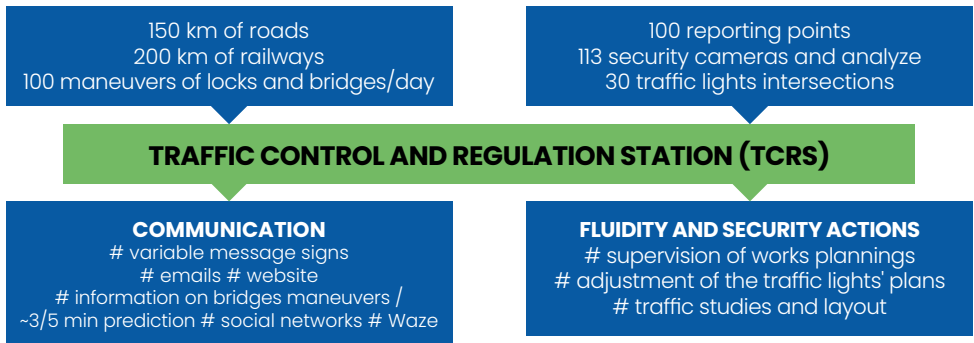 150 km of roads
200 km of railways
100 maneuvers of locks and bridges/day
100 reporting points
113 security cameras and analyze
30 traffic lights intersections
TRAFFIC CONTROL AND REGULATION STATION (TCRS)
COMMUNICATION
# variable message signs
# emails # website
# information on bridges maneuvers /
~3/5 min prediction # social networks # Waze
FLUIDITY AND SECURITY ACTIONS
# supervision of works plannings
# adjustment of the traffic lights' plans
# traffic studies and layout